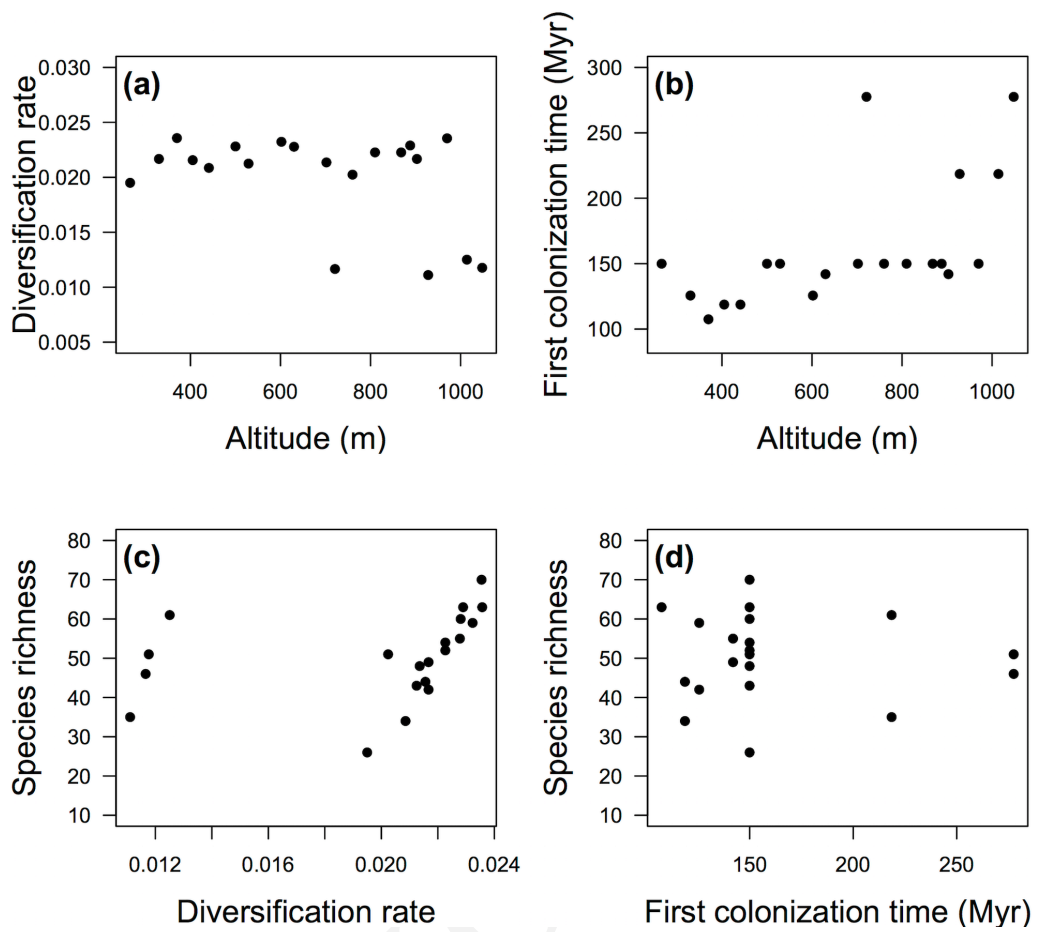 (a)
Diversification rate
0.030
0.025
0.020
0.015
0.010
0.005
400 600 800 1000
Altitude (m)
(b)
First colonization time (Myr)
300
250
200
150
100
400 600 800 1000
Altitude (m)
(c)
Species richness
80
70
60
50
40
30
20
10
0.012 0.016 0.020 0.024
Diversification rate
(d)
Species richness
80
70
60
50
40
30
20
10
150 200 250
First colonization time (Myr)